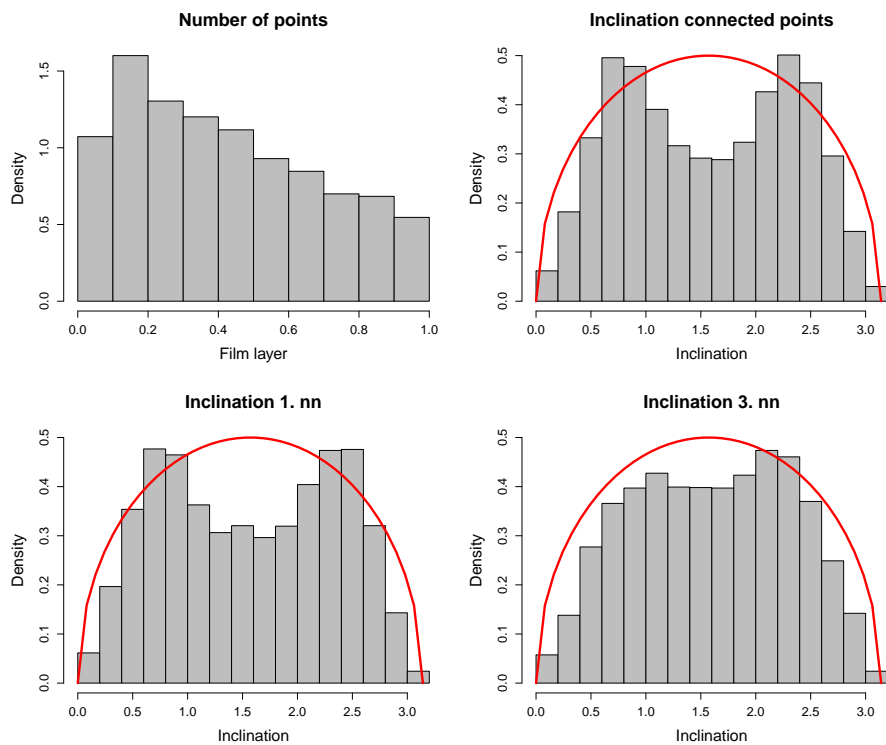 Number of points
Density
0.0 0.5 1.0 1.5
0.0 0.2 0.4 0.6 0.8 1.0
Film layer
Inclination connected points
Density
0.0 0.1 0.2 0.3 0.4 0.5
0.0 0.5 1.0 1.5 2.0 2.5 3.0
Inclination
Inclination 1. nn
Density
0.0 0.1 0.2 0.3 0.4 0.5
0.0 0.5 1.0 1.5 2.0 2.5 3.0
Inclination
Inclination 3. nn
Density
0.0 0.1 0.2 0.3 0.4 0.5
0.0 0.5 1.0 1.5 2.0 2.5 3.0
Inclination